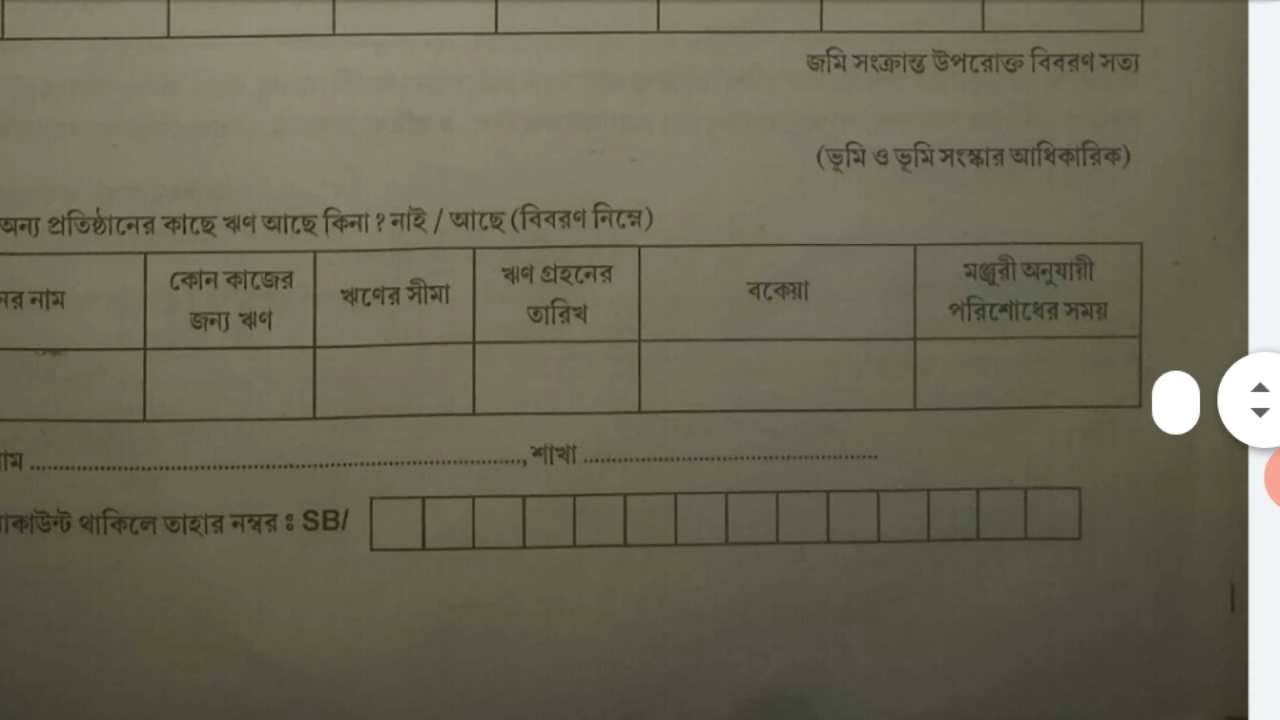 জমি সংক্রান্ত উপরোক্ত বিবরণ সত্য
(ভূমি ও ভূমি সংস্কার আধিকারিক)
অন্য প্রতিষ্ঠানের কাছে ঋণ আছে কিনা ? নাই / আছে (বিবরণ নিম্নে)
নাম
কোন কাজের
জন্য ঋণ
ঋণের সীমা
ঋণ গ্রহনের
তারিখ
বকেয়া
মঞ্জুরী অনুযায়ী
পরিশোধের সময়
, শাখা
থাকিলে তাহার নম্বর : SB/